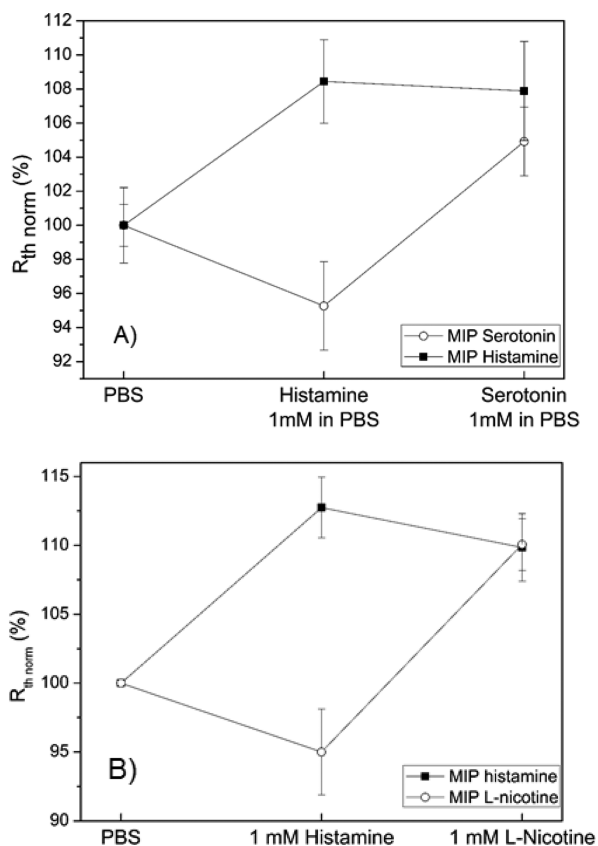 112
110
108
106
104
102
100
98
96
94
92
Rth norm (%)
A)
MIP Serotonin
MIP Histamine
PBS
Histamine
1mM in PBS
Serotonin
1mM in PBS
115
110
105
100
95
90
Rth norm (%)
B)
MIP histamine
MIP L-nicotine
PBS
1 mM Histamine
1 mM L-Nicotine